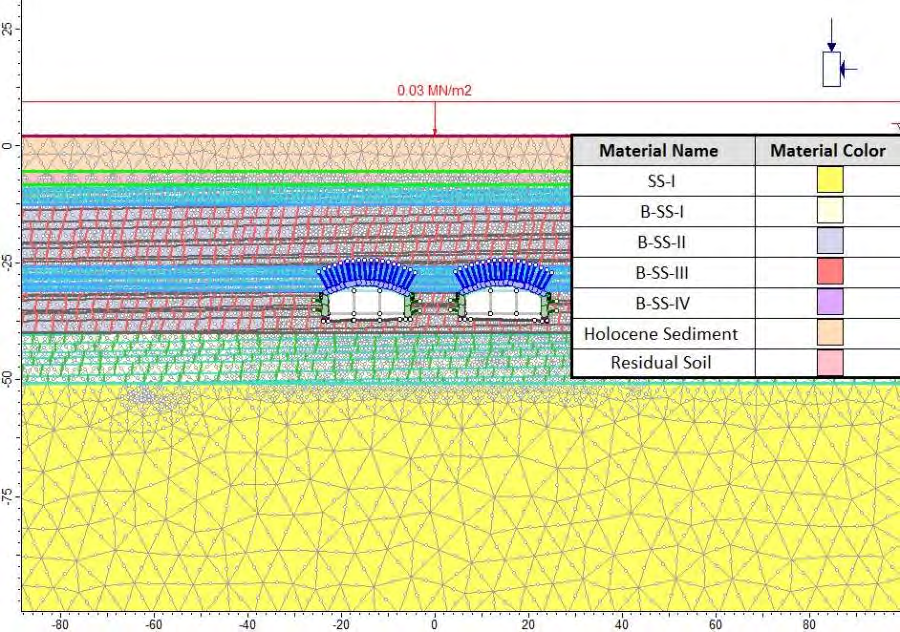 25
0.03 MN/m2
0
Material Name Material Color
SS-I
B-SS-I
B-SS-II
-25
B-SS-III
B-SS-IV
Holocene Sediment
Residual Soil
-50
-75
-80 -60 -40 -20 0 20 40 60 80 100